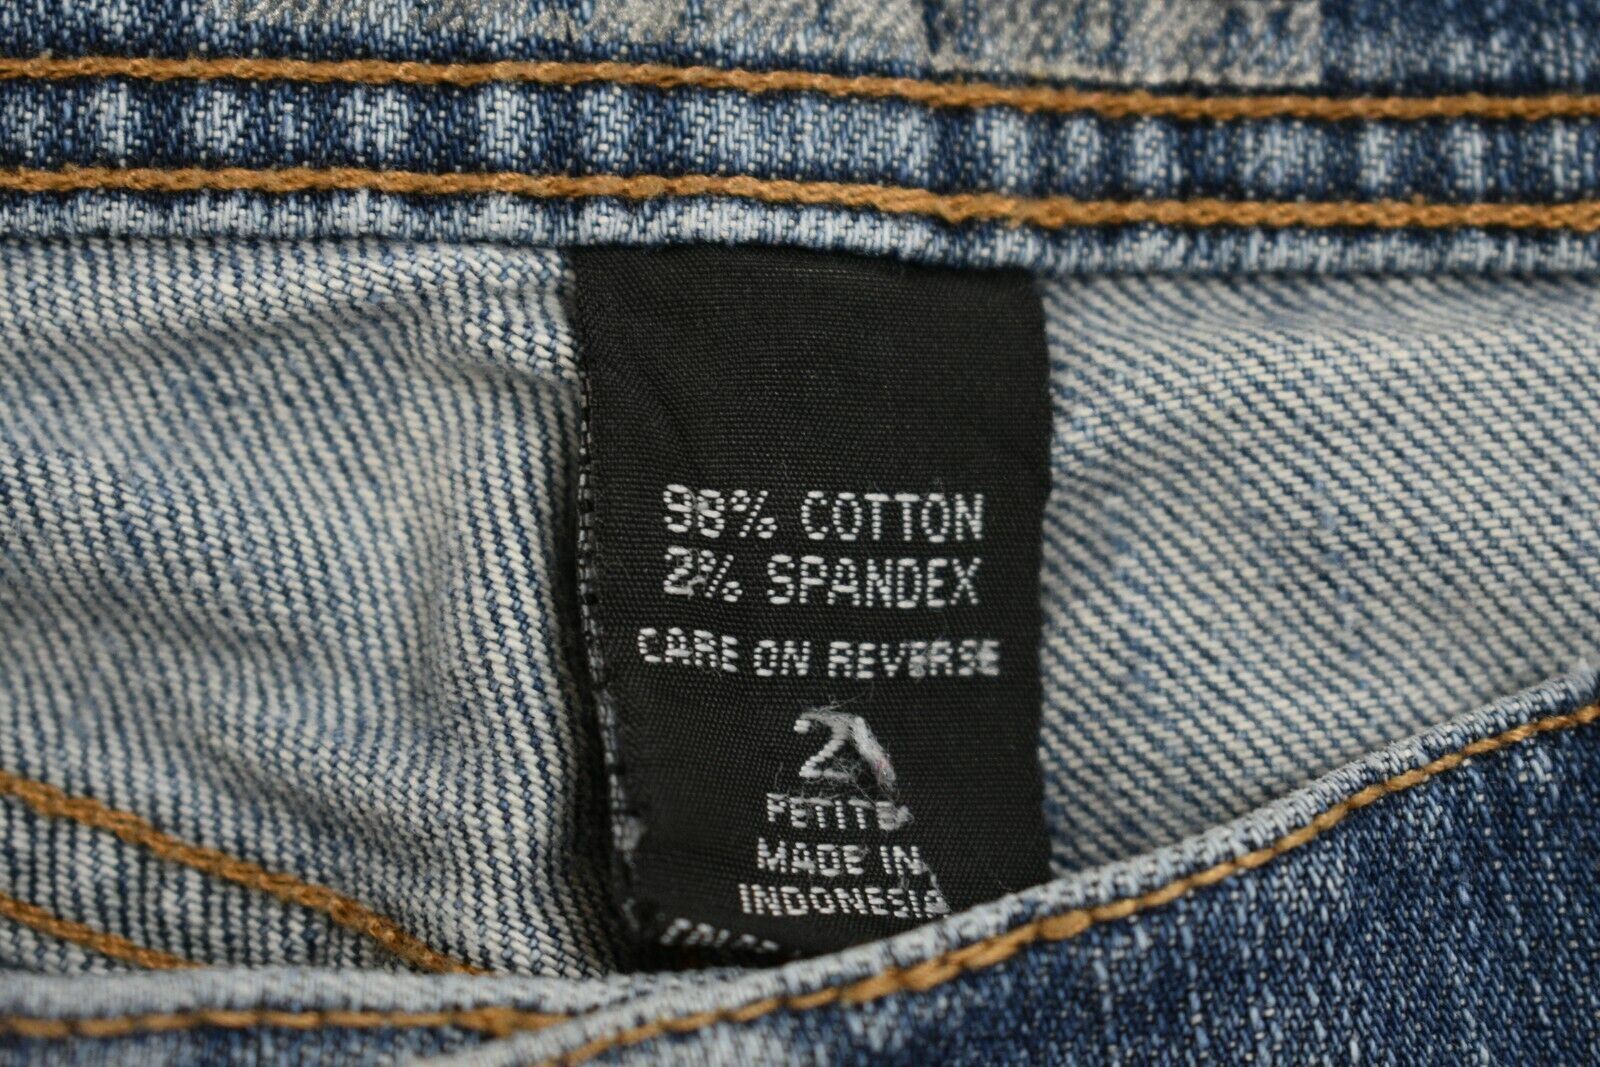 98% COTTON
2% SPANDEX
CARE ON REVERSE
2
PETITE
MADE IN
INDONESIA